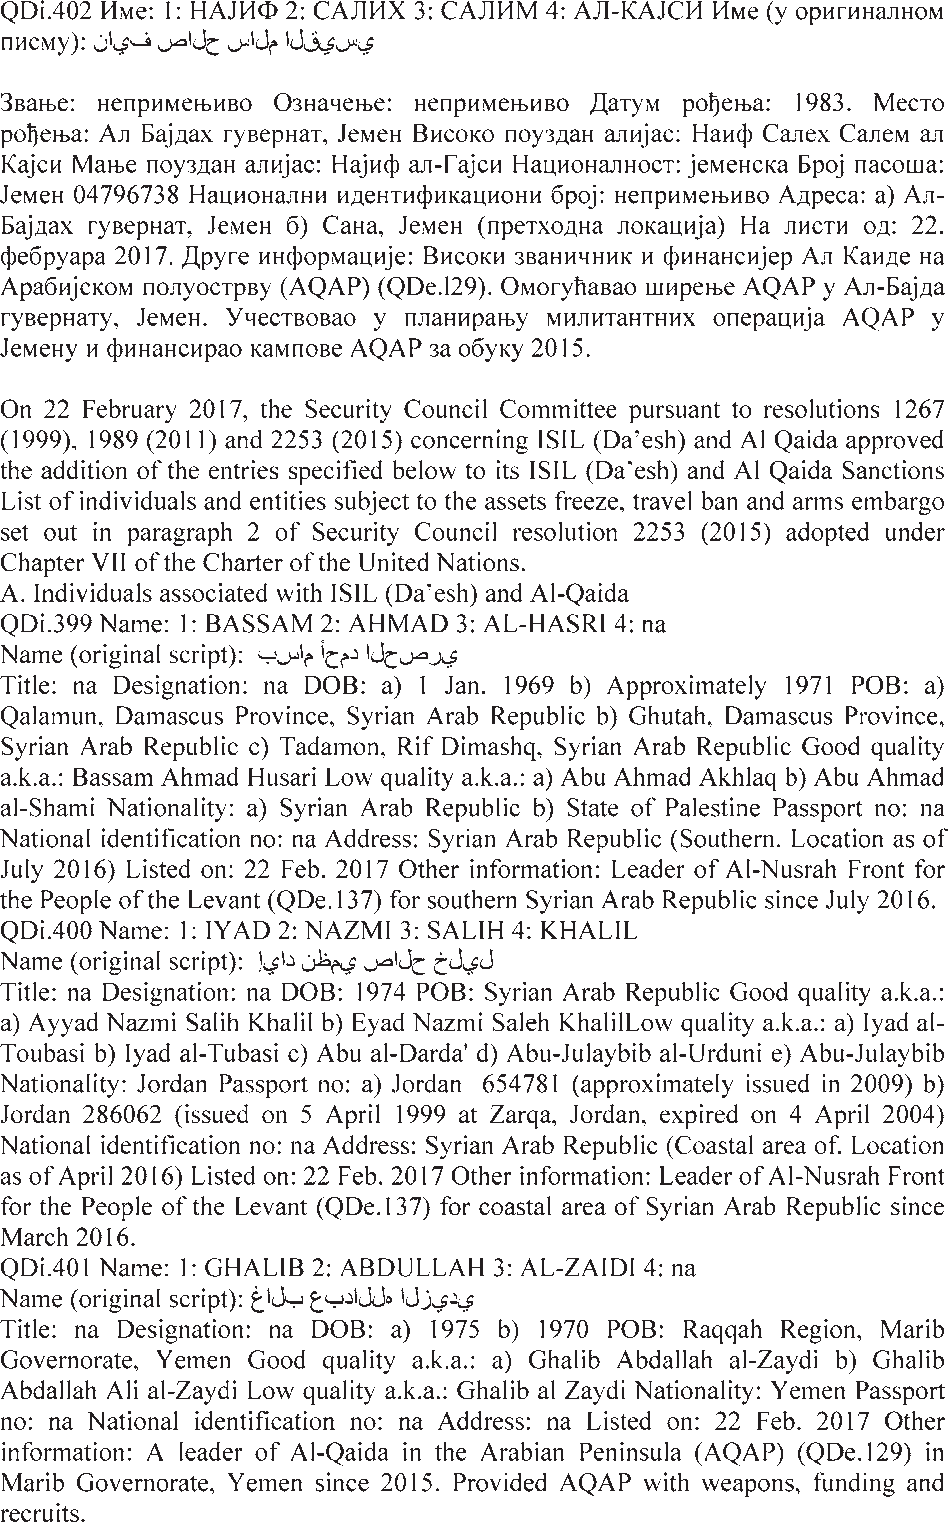 QDi.402 Име: 1: НАЈИФ 2: САЛИХ 3: САЛИМ 4: АЛ-КАЈСИ Име (у оригиналном
писму): نايف صالح سالم القيسي
Звање: непримењиво Означење: непримењиво Датум рођења: 1983. Место
рођења: Ал Бајдах гувернат, Јемен Високо поуздан алијас: Наиф Салех Салем ал
Кајси Мање поуздан алијас: Најиф ал-Гајси Националност: јеменска Број пасоша:
Јемен 04796738 Национални идентификациони број: непримењиво Адреса: а) Ал-
Бајдах гувернат, Јемен б) Сана, Јемен (претходна локација) На листи од: 22.
фебруара 2017. Друге информације: Високи званичник и финансијер Ал Каиде на
Арабијском полуострву (AQAP) (QDe.l29). Омогућавао ширење AQAP у Ал-Бајда
гувернату, Јемен. Учествовао у планирању милитантних операција AQAP у
Јемену и финансирао кампове AQAP за обуку 2015.
On 22 February 2017, the Security Council Committee pursuant to resolutions 1267
(1999), 1989 (2011) and 2253 (2015) concerning ISIL (Da’esh) and Al Qaida approved
the addition of the entries specified below to its ISIL (Da’esh) and Al Qaida Sanctions
List of individuals and entities subject to the assets freeze, travel ban and arms embargo
set out in paragraph 2 of Security Council resolution 2253 (2015) adopted under
Chapter VII of the Charter of the United Nations.
A. Individuals associated with ISIL (Da’esh) and Al-Qaida
QDi.399 Name: 1: BASSAM 2: AHMAD 3: AL-HASRI 4: na
Name (original script): بسام أحمد الحصري
Title: na Designation: na DOB: a) 1 Jan. 1969 b) Approximately 1971 POB: a)
Qalamun, Damascus Province, Syrian Arab Republic b) Ghutah, Damascus Province,
Syrian Arab Republic c) Tadamon, Rif Dimashq, Syrian Arab Republic Good quality
a.k.a.: Bassam Ahmad Husari Low quality a.k.a.: a) Abu Ahmad Akhlaq b) Abu Ahmad
al-Shami Nationality: a) Syrian Arab Republic b) State of Palestine Passport no: na
National identification no: na Address: Syrian Arab Republic (Southern. Location as of
July 2016) Listed on: 22 Feb. 2017 Other information: Leader of Al-Nusrah Front for
the People of the Levant (QDe.137) for southern Syrian Arab Republic since July 2016.
QDi.400 Name: 1: IYAD 2: NAZMI 3: SALIH 4: KHALIL
Name (original script): إياد نظمي صالح خليل
Title: na Designation: na DOB: 1974 POB: Syrian Arab Republic Good quality a.k.a.:
a) Ayyad Nazmi Salih Khalil b) Eyad Nazmi Saleh KhalilLow quality a.k.a.: a) Iyad al-
Toubasi b) Iyad al-Tubasi c) Abu al-Darda' d) Abu-Julaybib al-Urduni e) Abu-Julaybib
Nationality: Jordan Passport no: a) Jordan 654781 (approximately issued in 2009) b)
Jordan 286062 (issued on 5 April 1999 at Zarqa, Jordan, expired on 4 April 2004)
National identification no: na Address: Syrian Arab Republic (Coastal area of. Location
as of April 2016) Listed on: 22 Feb. 2017 Other information: Leader of Al-Nusrah Front
for the People of the Levant (QDe.137) for coastal area of Syrian Arab Republic since
March 2016.
QDi.401 Name: 1: GHALIB 2: ABDULLAH 3: AL-ZAIDI 4: na
Name (original script): غالب عبدالله الزيدي
Title: na Designation: na DOB: a) 1975 b) 1970 POB: Raqqah Region, Marib
Governorate, Yemen Good quality a.k.a.: a) Ghalib Abdallah al-Zaydi b) Ghalib
Abdallah Ali al-Zaydi Low quality a.k.a.: Ghalib al Zaydi Nationality: Yemen Passport
no: na National identification no: na Address: na Listed on: 22 Feb. 2017 Other
information: A leader of Al-Qaida in the Arabian Peninsula (AQAP) (QDe.129) in
Marib Governorate, Yemen since 2015. Provided AQAP with weapons, funding and
recruits.